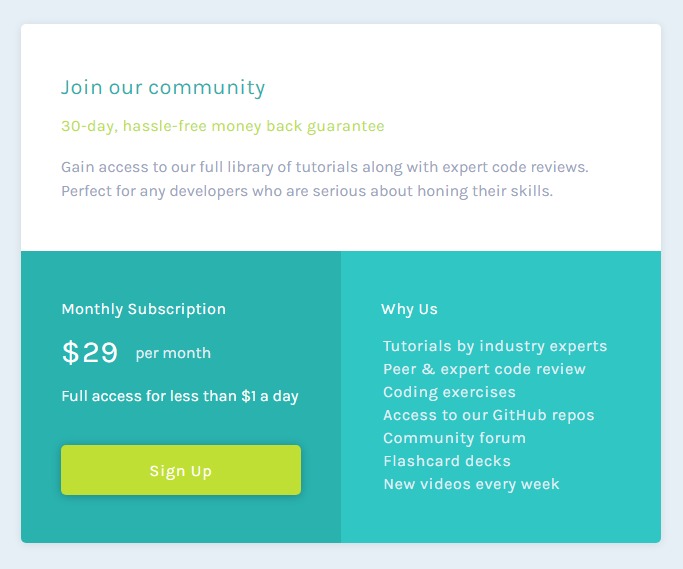 Join our community
30-day, hassle-free money back guarantee
Gain access to our full library of tutorials along with expert code reviews.
Perfect for any developers who are serious about honing their skills.
Monthly Subscription
$29 per month
Full access for less than $1 a day
Sign Up
Why Us
Tutorials by industry experts
Peer & expert code review
Coding exercises
Access to our GitHub repos
Community forum
Flashcard decks
New videos every week